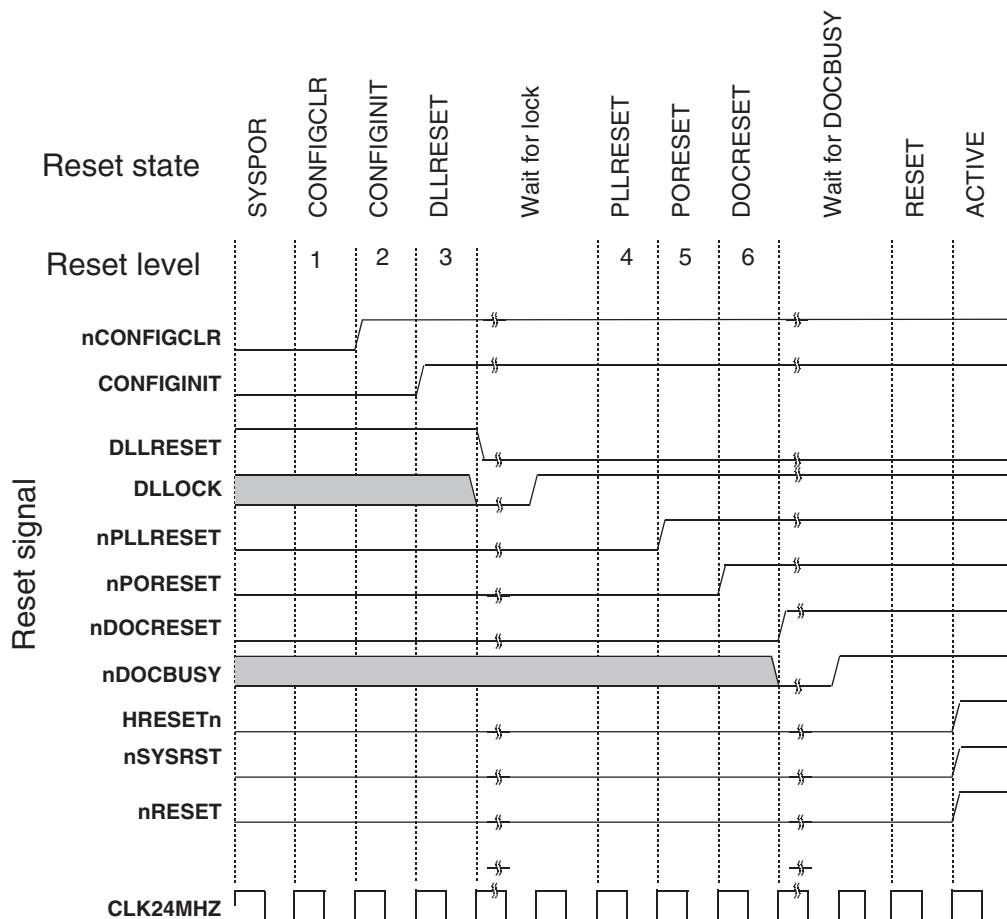 Reset state
SYSPOR
CONFIGCLR
CONFIGINIT
DLLRESET
Wait for lock
PLLRESET
PORESET
DOCRESET
Wait for DOCBUSY
RESET
ACTIVE
Reset level 1 2 3 4 5 6
Reset signal
nCONFIGCLR
CONFIGINIT
DLLRESET
DLLOCK
nPLLRESET
nPORESET
nDOCRESET
nDOCBUSY
HRESETn
nSYSRST
nRESET
CLK24MHZ